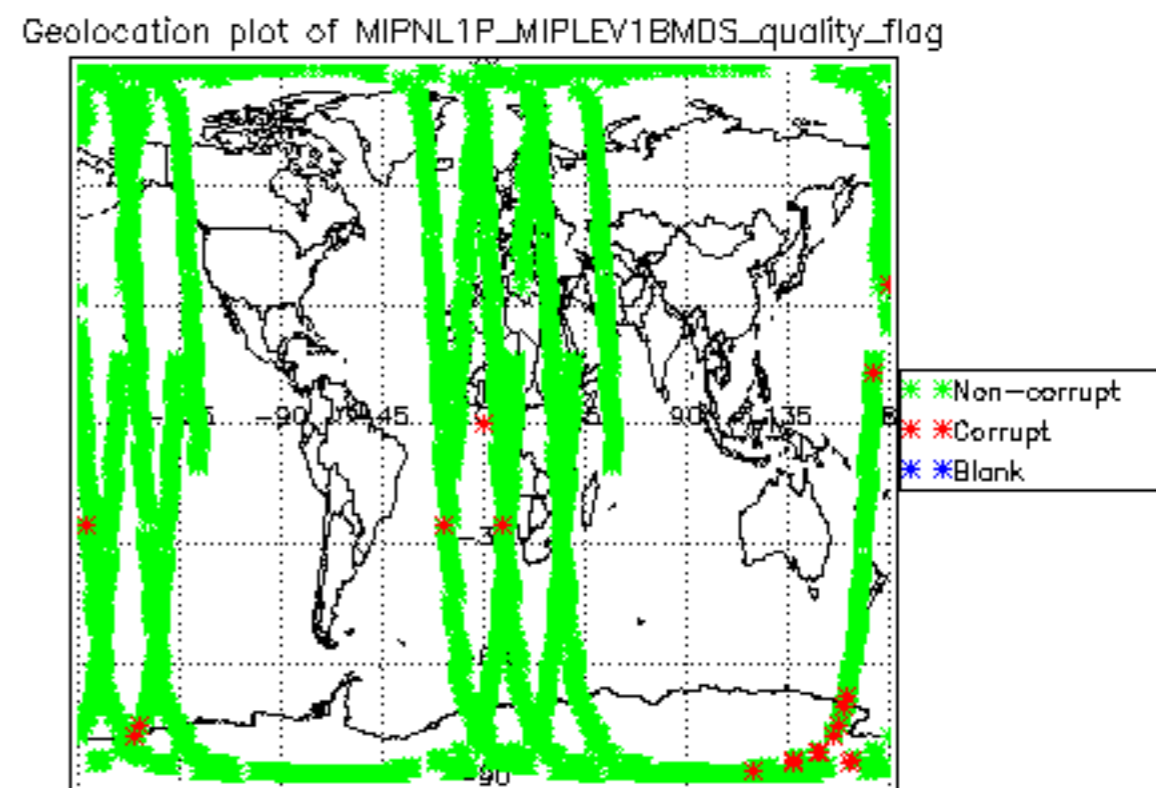 Geolocation plot of MIPNL1P_MIPLEV1BMDS_quality_flag
-90
45
90
135
-90
Non-corrupt
Corrupt
Blank